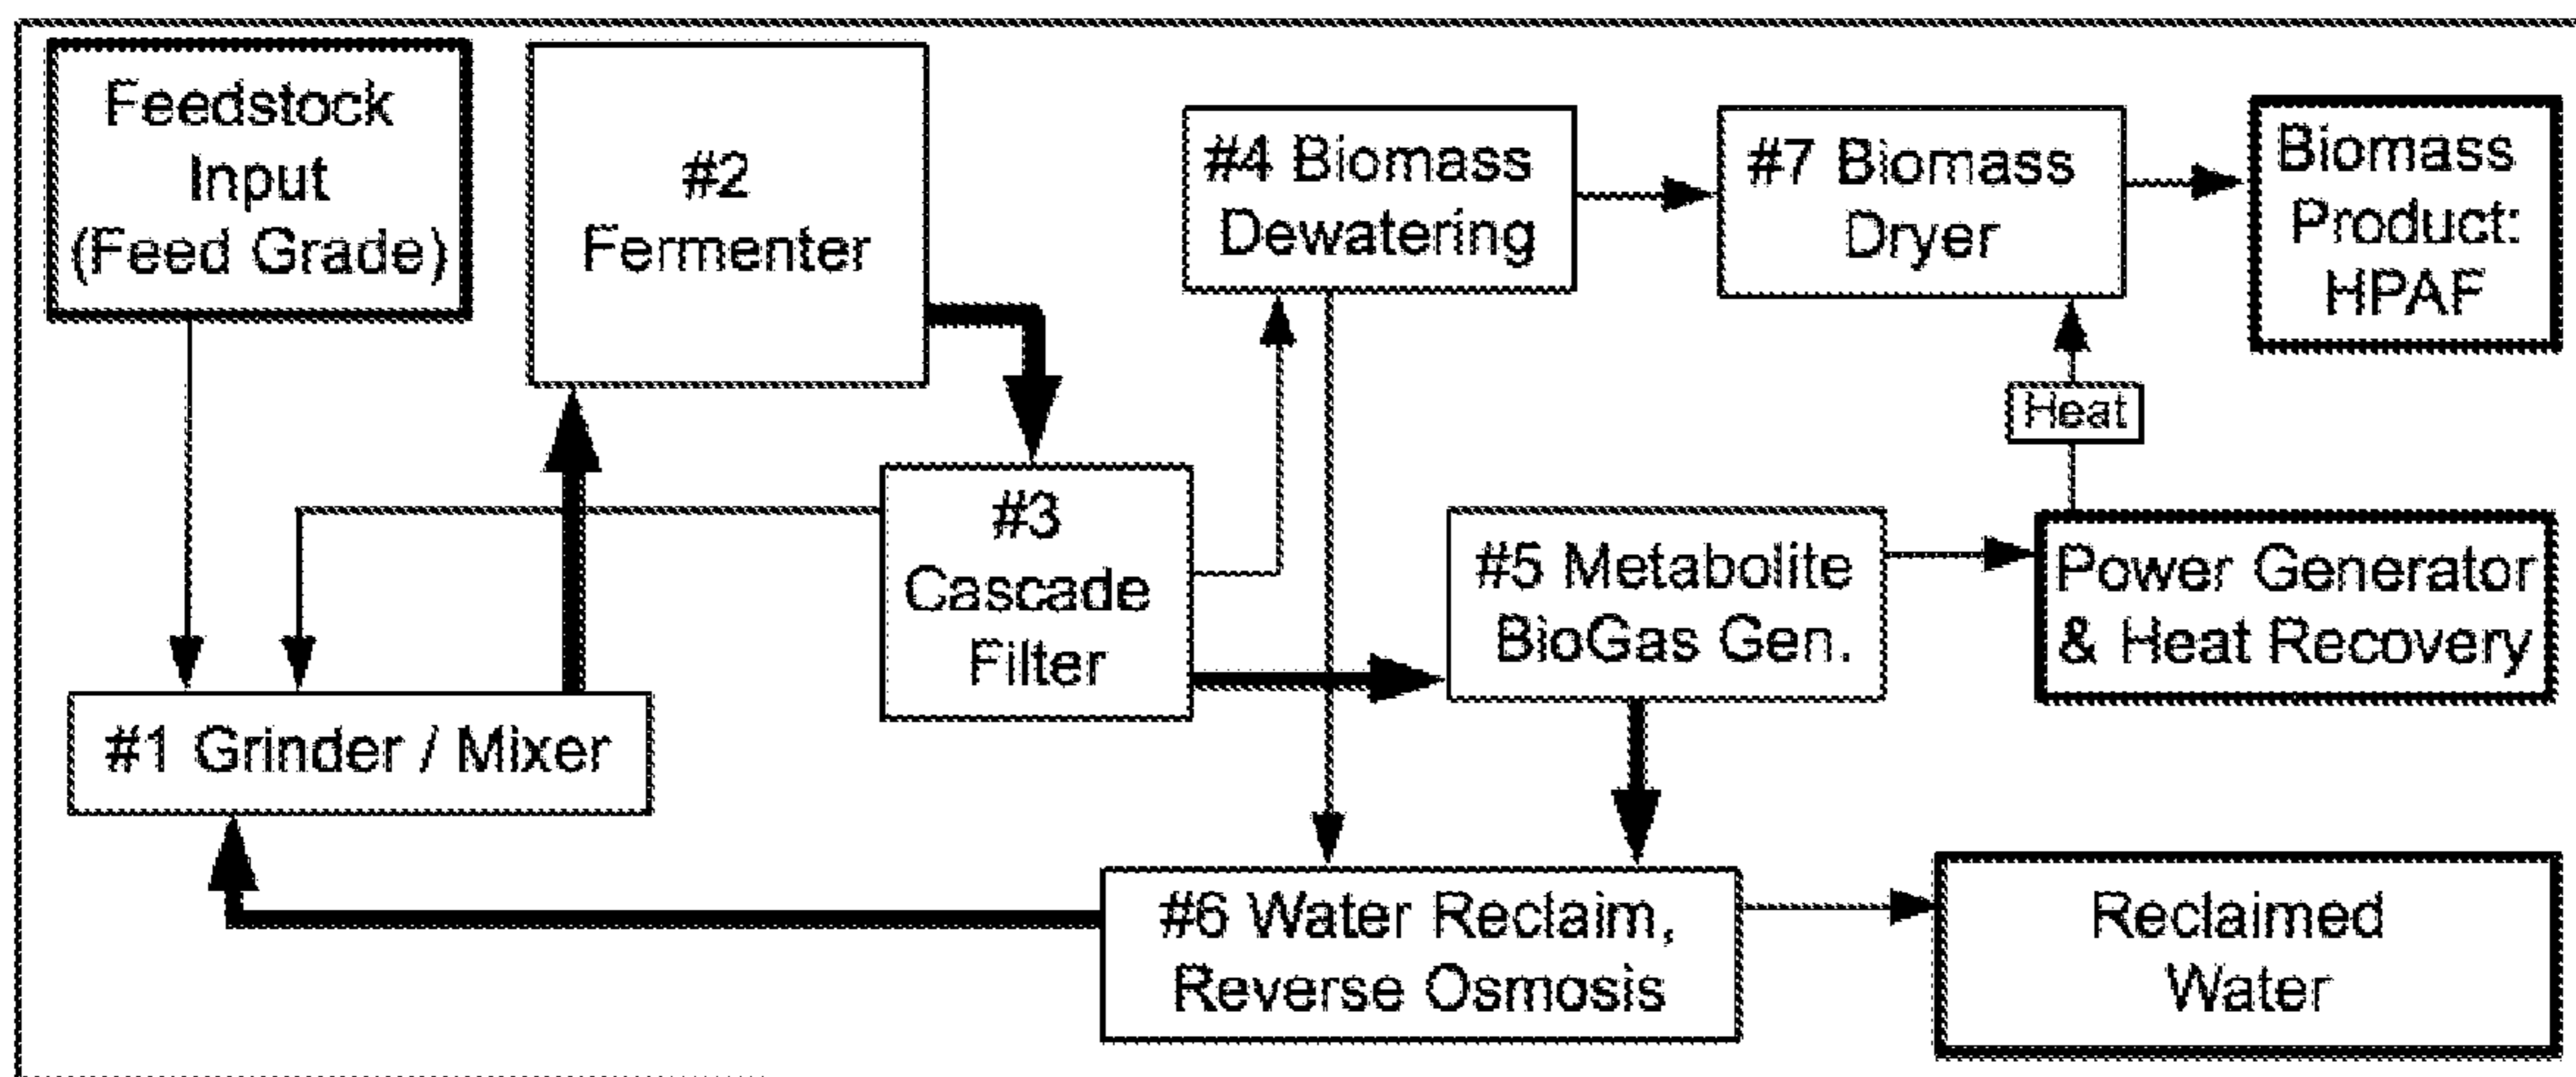 Feedstock
Input
(Feed Grade)
#2
Fermenter
#4 Biomass
Dewatering
#7 Biomass
Dryer
Biomass
Product:
HPAF
Heat
#3
Cascade
Filter
#5 Metabolite
BioGas Gen.
Power Generator
& Heat Recovery
#1 Grinder / Mixer
#6 Water Reclaim,
Reverse Osmosis
Reclaimed
Water